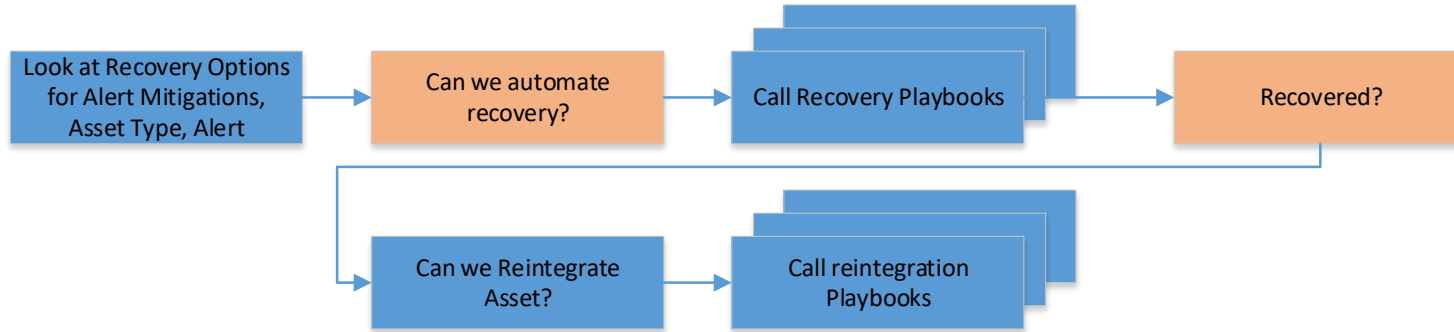 Look at Recovery Options
for Alert Mitigations,
Asset Type, Alert
Can we automate
recovery?
Call Recovery Playbooks
Recovered?
Can we Reintegrate
Asset?
Call reintegration
Playbooks